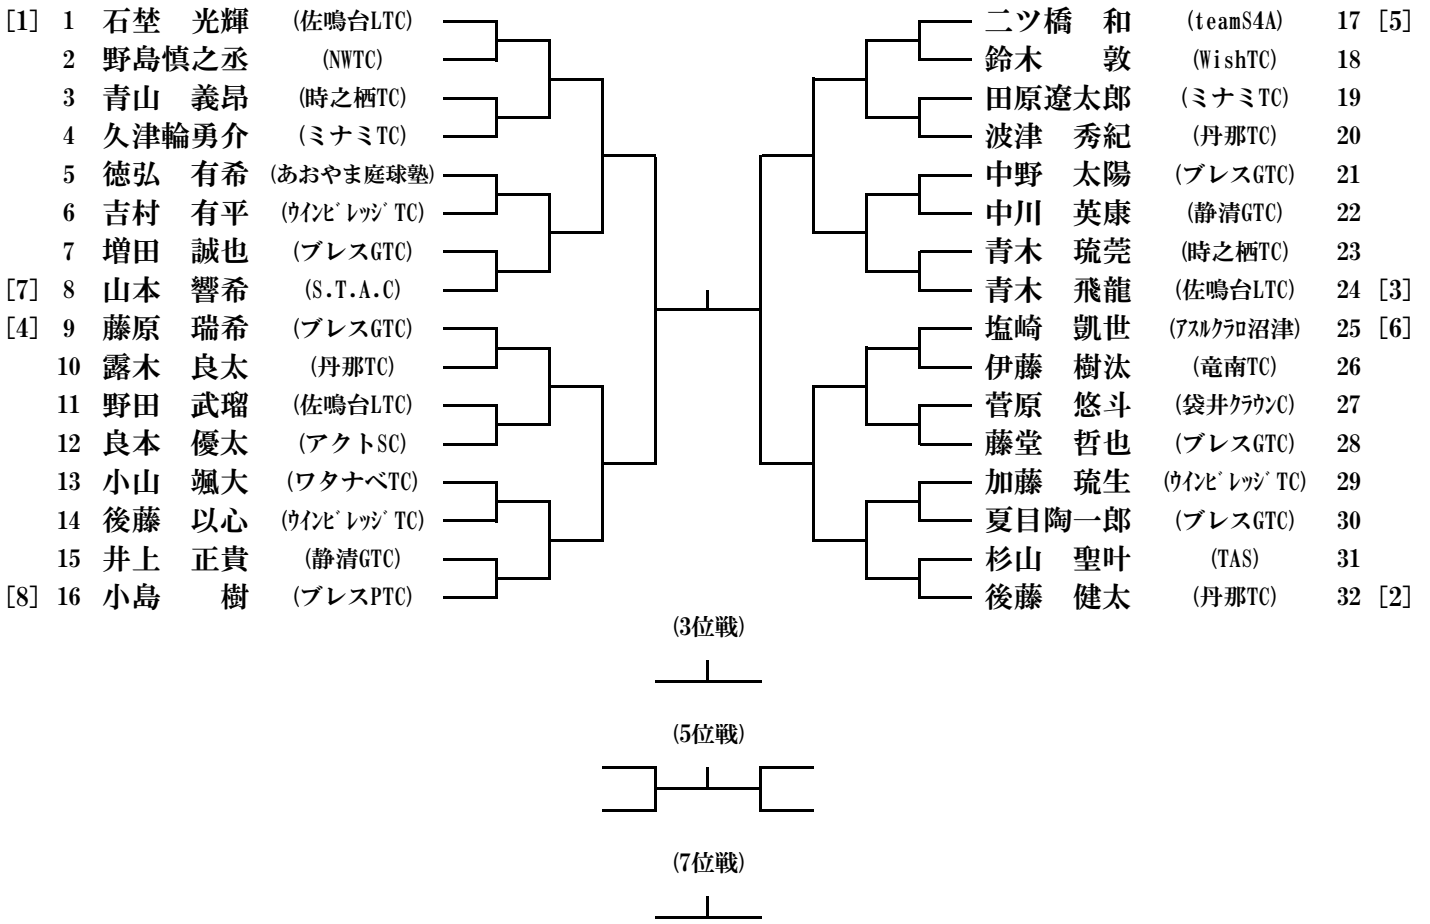 [1] 1 石埜　光輝 (佐鳴台LTC)
2 野島慎之丞 (NWTC)
3 青山　義昂 (時之栖TC)
4 久津輪勇介 (ミナミTC)
5 徳弘　有希 (あおやま庭球塾)
6 吉村　有平 (ｳｲﾝﾋﾞﾚｯｼﾞTC)
7 増田　誠也 (ブレスGTC)
[7] 8 山本　響希 (S.T.A.C)
[4] 9 藤原　瑞希 (ブレスGTC)
10 露木　良太 (丹那TC)
11 野田　武瑠 (佐鳴台LTC)
12 良本　優太 (アクトSC)
13 小山　颯大 (ワタナベTC)
14 後藤　以心 (ｳｲﾝﾋﾞﾚｯｼﾞTC)
15 井上　正貴 (静清GTC)
[8] 16 小島　　樹 (ブレスPTC)
二ツ橋　和 (teamS4A) 17 [5]
鈴木　　敦 (WishTC) 18
田原遼太郎 (ミナミTC) 19
波津　秀紀 (丹那TC) 20
中野　太陽 (ブレスGTC) 21
中川　英康 (静清GTC) 22
青木　琉莞 (時之栖TC) 23
青木　飛龍 (佐鳴台LTC) 24 [3]
塩崎　凱世 (ｱｽﾙｸﾗﾛ沼津) 25 [6]
伊藤　樹汰 (竜南TC) 26
菅原　悠斗 (袋井ｸﾗｳﾝC) 27
藤堂　哲也 (ブレスGTC) 28
加藤　琉生 (ｳｲﾝﾋﾞﾚｯｼﾞTC) 29
夏目陶一郎 (ブレスGTC) 30
杉山　聖叶 (TAS) 31
後藤　健太 (丹那TC) 32 [2]
(3位戦)
(5位戦)
(7位戦)